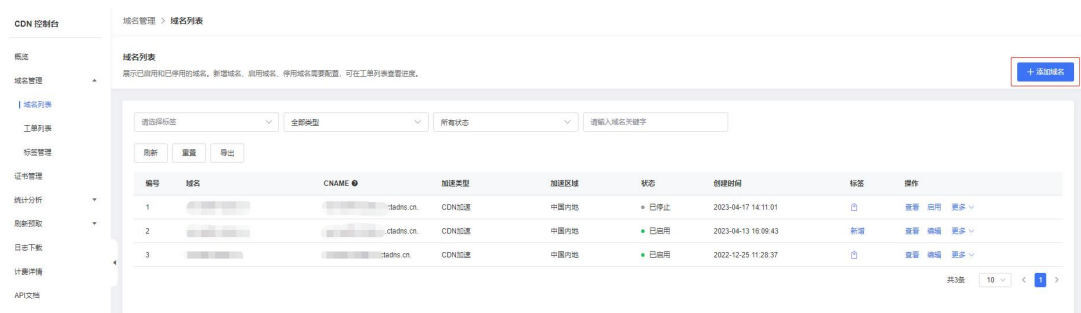 CDN 控制台
域名管理 > 域名列表
概览
域名管理
域名列表
工单列表
标签管理
证书管理
统计分析
刷新预取
日志下载
计费详情
API文档
域名列表
展示已启用和已停用的域名。新增域名、启用域名、停用域名需要配置，可在工单列表查看进度。
+ 添加域名
请选择标签 全部类型 所有状态 请输入域名关键字
刷新 重置 导出
编号 域名 CNAME 加速类型 加速区域 状态 创建时间 标签 操作
1 ctadns.cn. CDN加速 中国内地 已停止 2023-04-17 14:11:01 查看 启用 更多
2 .ctadns.cn. CDN加速 中国内地 已启用 2023-04-13 16:09:43 新增 查看 编辑 更多
3 ctadns.cn. CDN加速 中国内地 已启用 2022-12-25 11:28:37 查看 编辑 更多
共3条 10 < 1 >